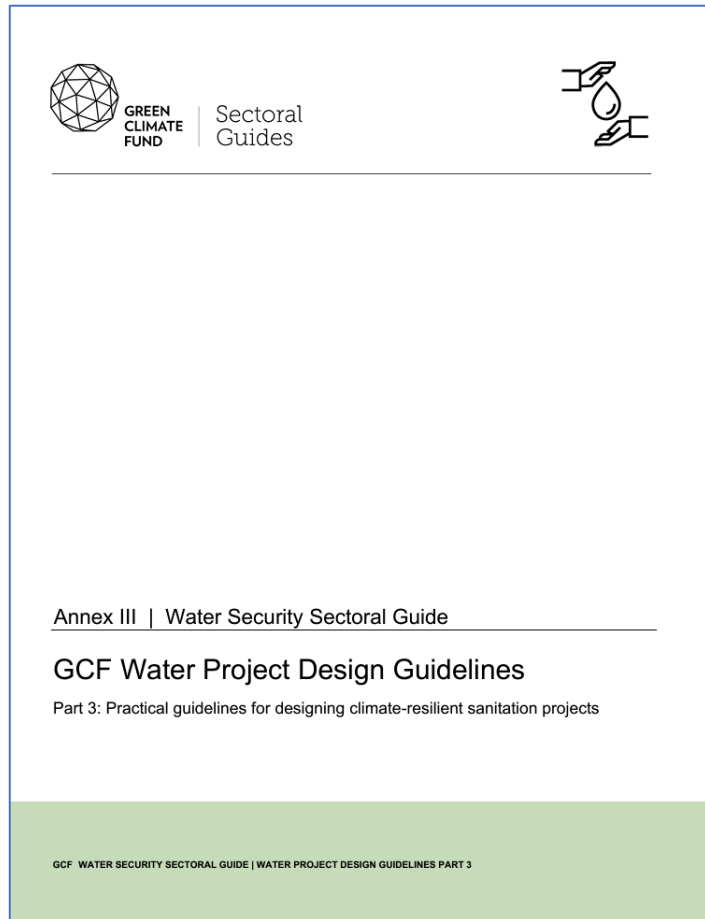 GREEN
CLIMATE
FUND
Sectoral
Guides
Annex III | Water Security Sectoral Guide
GCF Water Project Design Guidelines
Part 3: Practical guidelines for designing climate-resilient sanitation projects
GCF WATER SECURITY SECTORAL GUIDE | WATER PROJECT DESIGN GUIDELINES PART 3